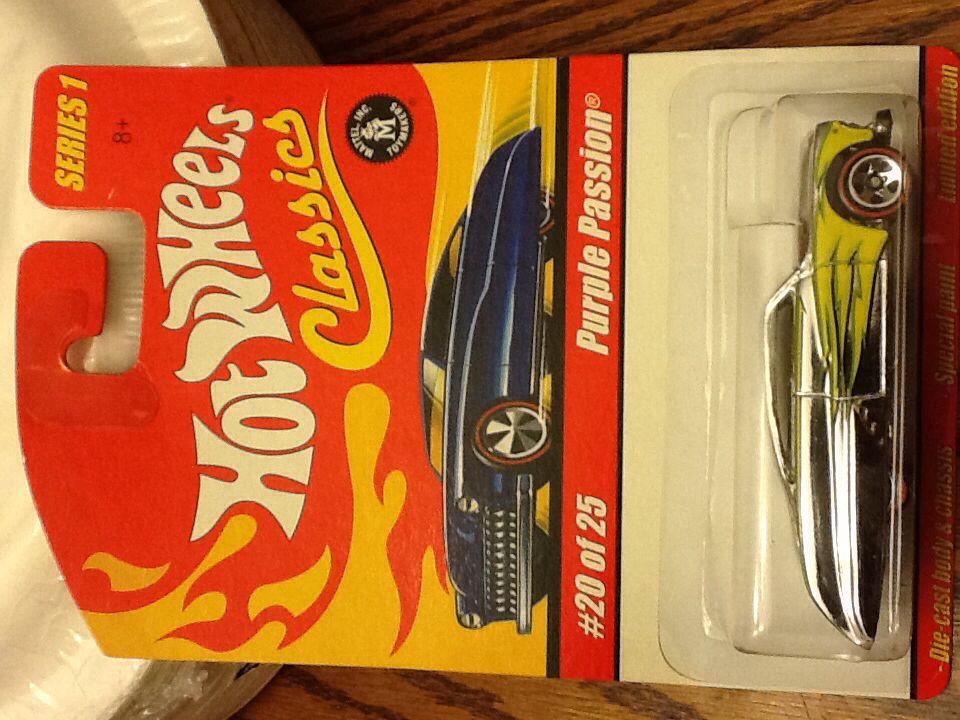 SERIES 1
8+
Hot Wheels
Classics
MATTEL, INC.
M
TOYMAKERS
#20 of 25 Purple Passion®
Die-cast body & chassis Special paint Limited edition